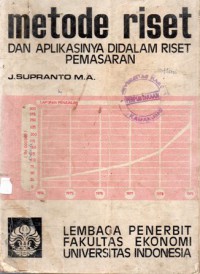 metode riset
DAN APLIKASINYA DIDALAM RISET
PEMASARAN
J.SUPRANTO M.A.
LEMBAGA PENERBIT
FAKULTAS EKONOMI
UNIVERSITAS INDONESIA